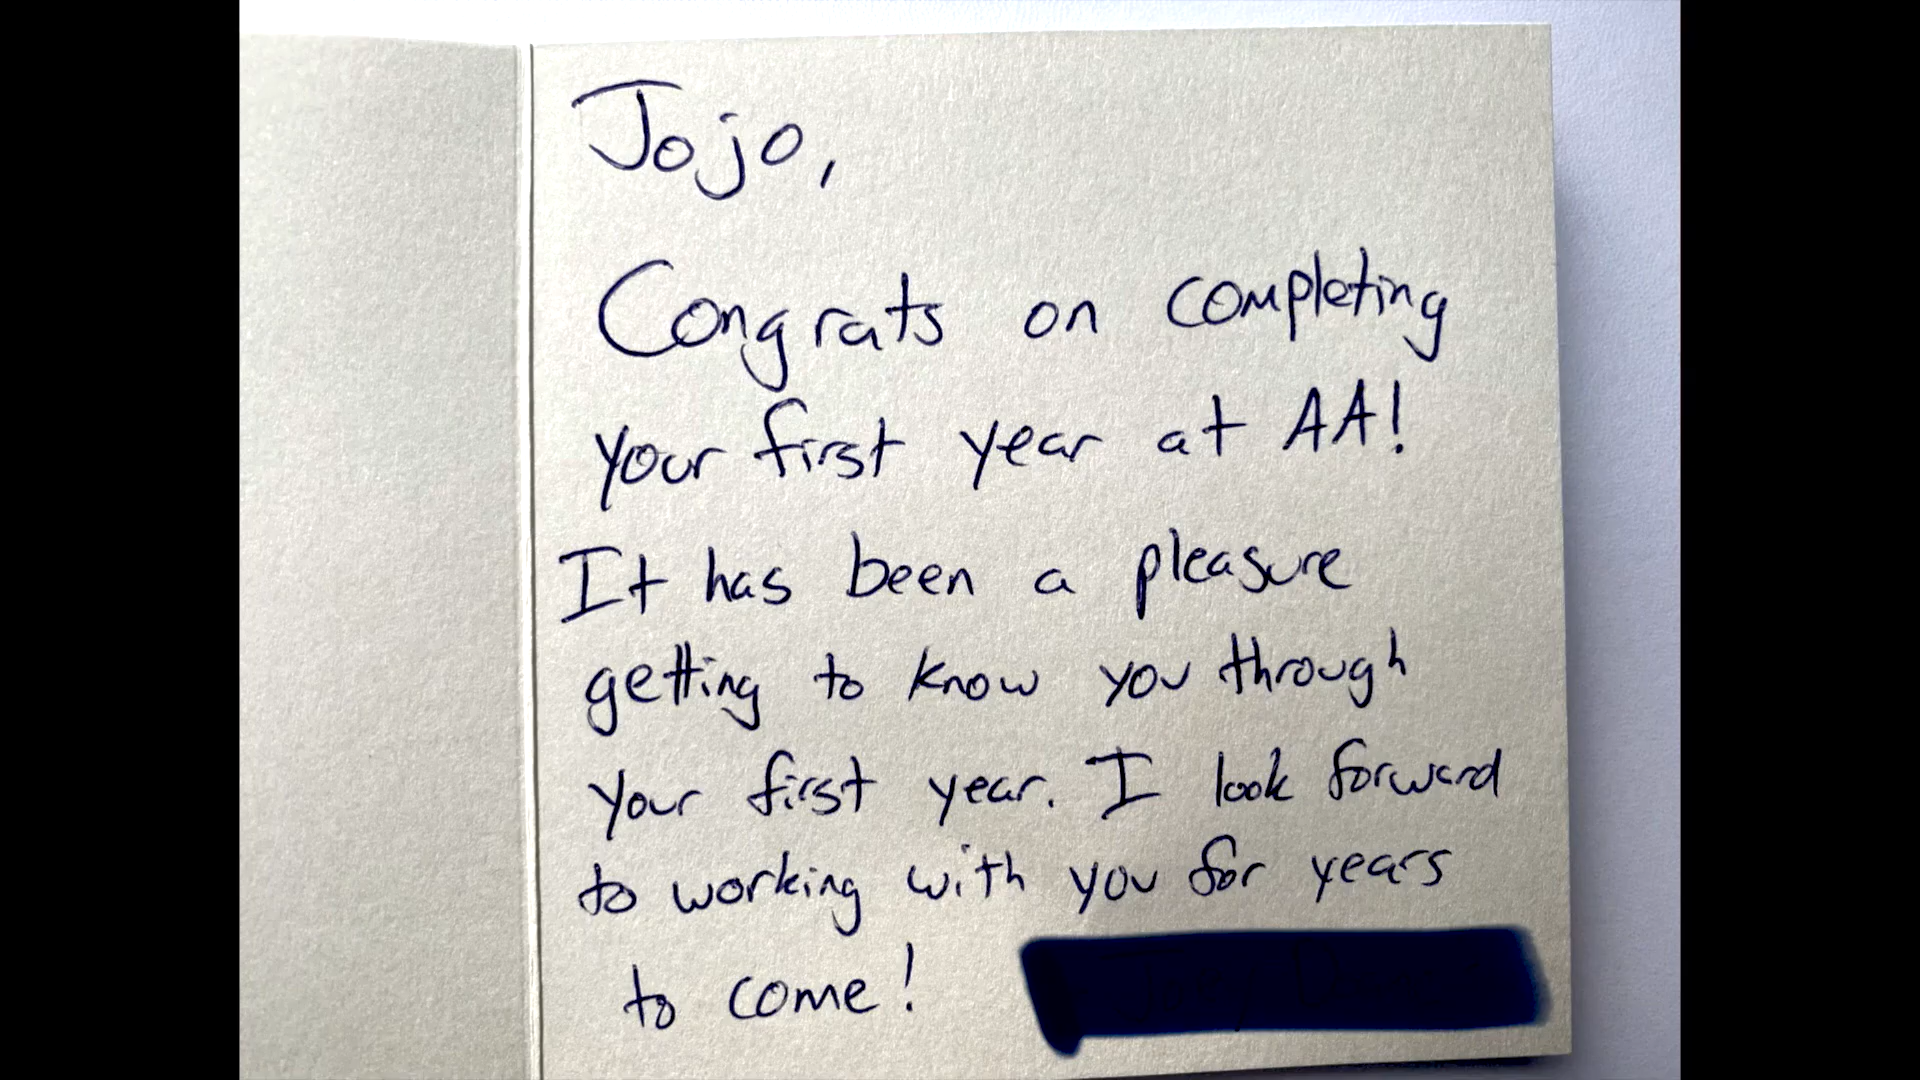 Jojo,
Congrats on completing
your first year at AA!
It has been a pleasure
getting to know you through
your first year. I look forward
to working with you for years
to come!